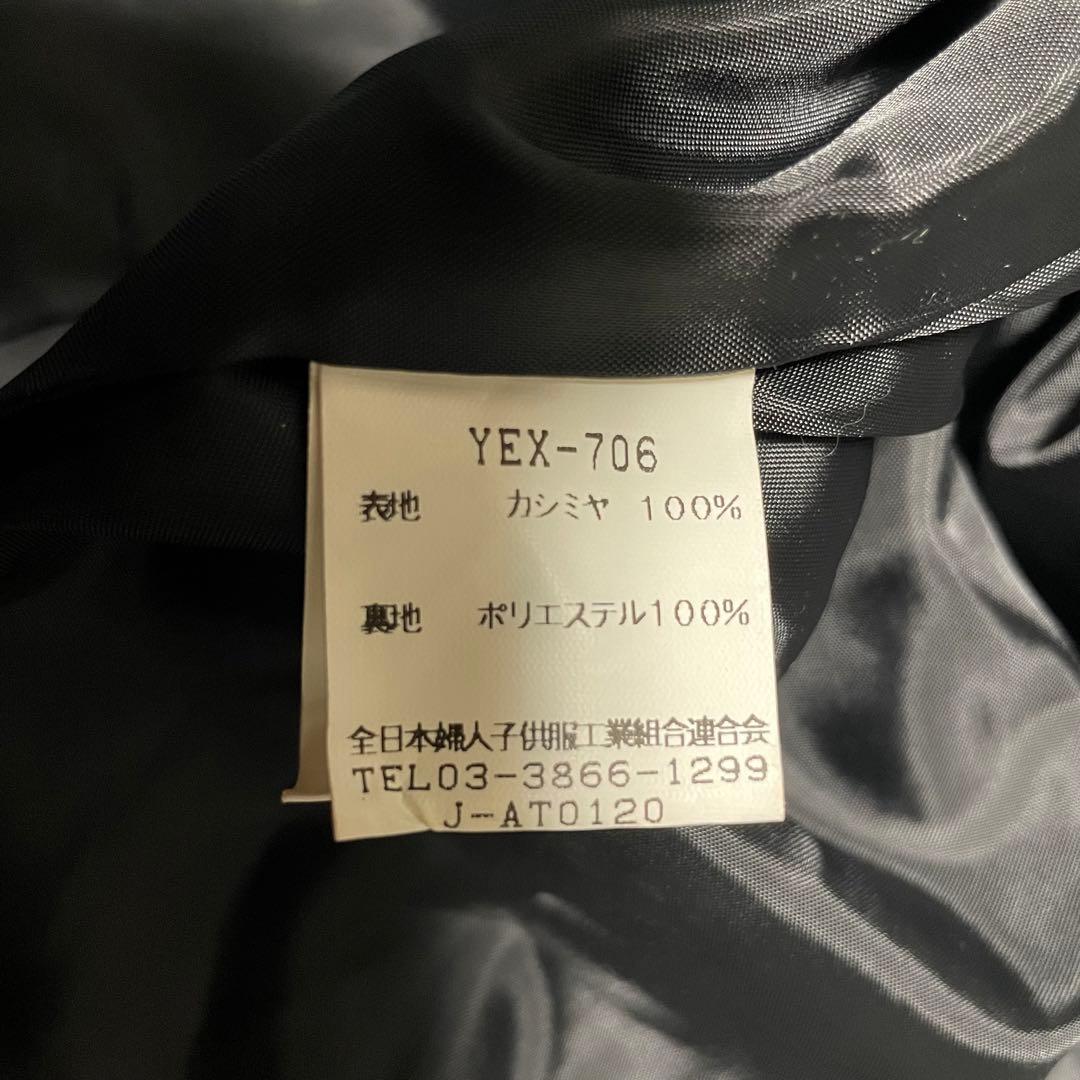 YEX-706
表地 カシミヤ 100%
裏地 ポリエステル100%
全日本婦人子供服工業組合連合会
TEL03-3866-1299
J-AT0120